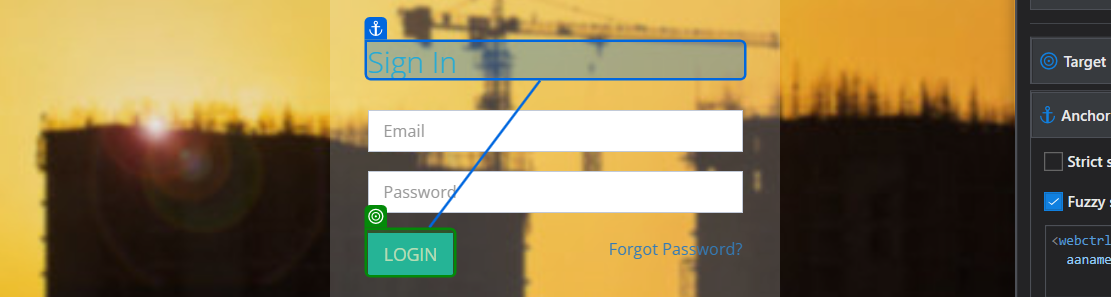 Sign In
Email
Password
LOGIN
Forgot Password?
Target
Anchor
Strict s
Fuzzy s
<webctrl
aaname